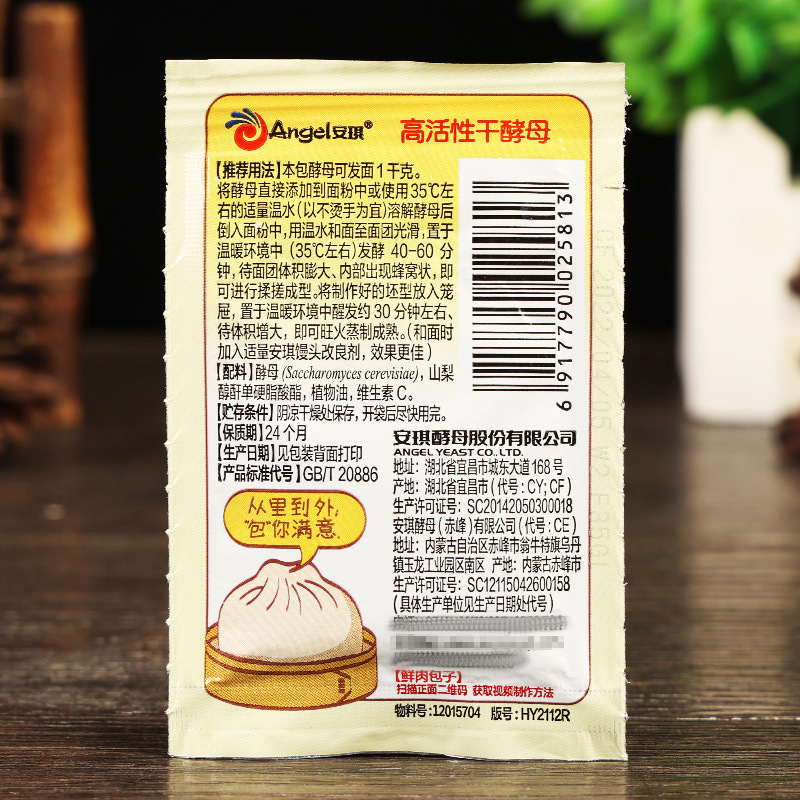 Angel安琪®
高活性干酵母
【推荐用法】本包酵母可发面1千克。
将酵母直接添加到面粉中或使用35℃左
右的适量温水(以不烫手为宜)溶解酵母后
倒入面粉中,用温水和面至面团光滑,置于
温暖环境中(35℃左右)发酵 40-60 分
钟,待面团体积膨大、内部出现蜂窝状,即
可进行揉搓成型。将制作好的坯型放入笼
屉,置于温暖环境中醒发约30分钟左右、
待体积增大,即可旺火蒸制成熟。(和面时
加入适量安琪馒头改良剂,效果更佳)
【配料】酵母(Saccharomyces cerevisiae),山梨
醇酐单硬脂酸酯,植物油,维生素C。
【贮存条件】阴凉干燥处保存,开袋后尽快用完。
【保质期】24个月
【生产日期】见包装背面打印
【产品标准代号】GB/T 20886
6 917790 025813
从里到外,
"包"你满意.
安琪酵母股份有限公司
ANGEL YEAST CO., LTD.
地址:湖北省宜昌市城东大道168号
产地:湖北省宜昌市(代号:CY;CF)
生产许可证号:SC20142050300018
安琪酵母(赤峰)有限公司(代号:CE)
地址:内蒙古自治区赤峰市翁牛特旗乌丹
镇玉龙工业园区南区 产地:内蒙古赤峰市
生产许可证号:SC12115042600158
(具体生产单位见生产日期处代号)
【鲜肉包子】
扫描正面二维码 获取视频制作方法
物料号:12015704 版号:HY2112R